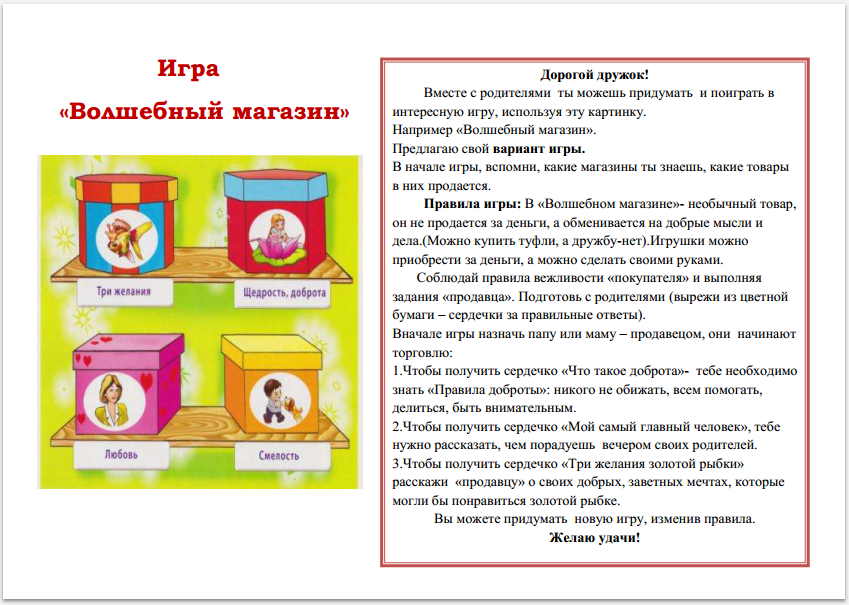 Игра
«Волшебный магазин»
Три желания
Щедрость, доброта
Любовь
Смелость
Дорогой дружок!
Вместе с родителями ты можешь придумать и поиграть в
интересную игру, используя эту картинку.
Например «Волшебный магазин».
Предлагаю свой вариант игры.
В начале игры, вспомни, какие магазины ты знаешь, какие товары
в них продается.
Правила игры: В «Волшебном магазине»- необычный товар,
он не продается за деньги, а обменивается на добрые мысли и
дела.(Можно купить туфли, а дружбу-нет).Игрушки можно
приобрести за деньги, а можно сделать своими руками.
Соблюдай правила вежливости «покупателя» и выполняя
задания «продавца». Подготовь с родителями (вырежи из цветной
бумаги – сердечки за правильные ответы).
Вначале игры назначь папу или маму – продавецом, они начинают
торговлю:
1.Чтобы получить сердечко «Что такое доброта»- тебе необходимо
знать «Правила доброты»: никого не обижать, всем помогать,
делиться, быть внимательным.
2.Чтобы получить сердечко «Мой самый главный человек», тебе
нужно рассказать, чем порадуешь вечером своих родителей.
3.Чтобы получить сердечко «Три желания золотой рыбки»
расскажи «продавцу» о своих добрых, заветных мечтах, которые
могли бы понравиться золотой рыбке.
Вы можете придумать новую игру, изменив правила.
Желаю удачи!